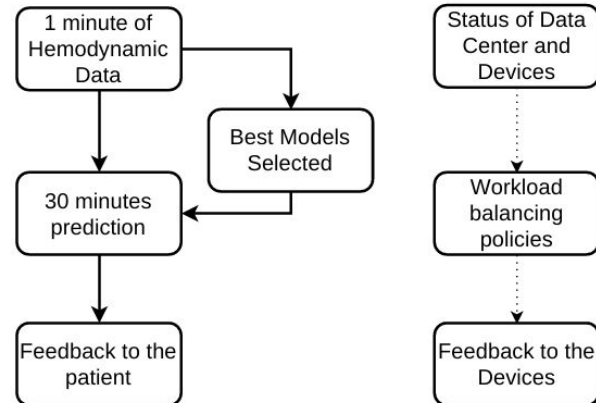 1 minute of
Hemodynamic
Data
Best Models
Selected
30 minutes
prediction
Feedback to the
patient
Status of Data
Center and
Devices
Workload
balancing
policies
Feedback to the
Devices